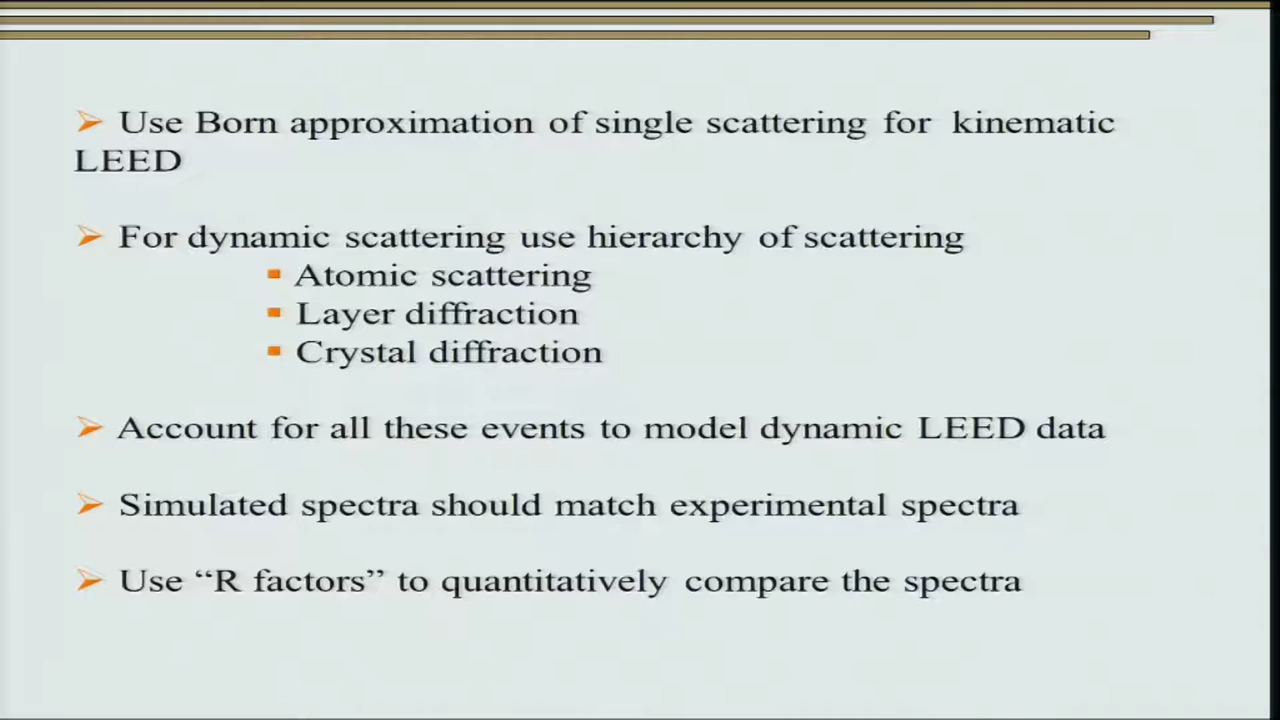 ➢ Use Born approximation of single scattering for kinematic
LEED
➢ For dynamic scattering use hierarchy of scattering
▪ Atomic scattering
▪ Layer diffraction
▪ Crystal diffraction
➢ Account for all these events to model dynamic LEED data
➢ Simulated spectra should match experimental spectra
➢ Use “R factors” to quantitatively compare the spectra